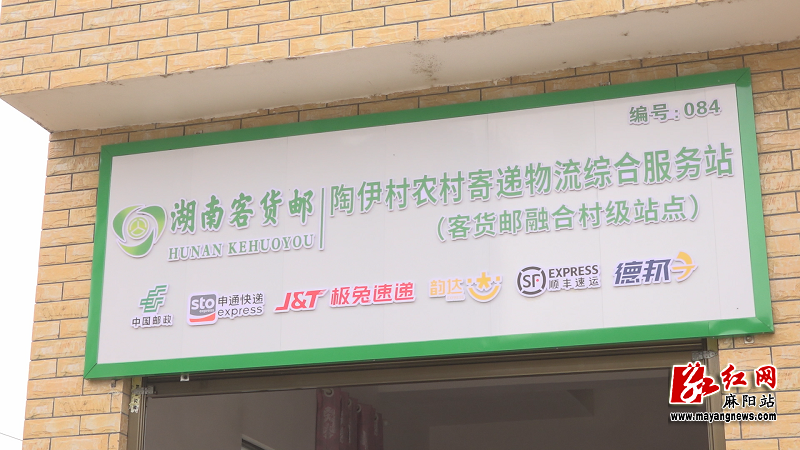 编号：084
湖南客货邮
HUNAN KEHUOYOU
陶伊村农村寄递物流综合服务站
（客货邮融合村级站点）
中国邮政
sto express
申通快递
express
J&T 极兔速递
韵达
SF EXPRESS
顺丰速运
德邦
红网
麻阳站
www.mayangnews.com